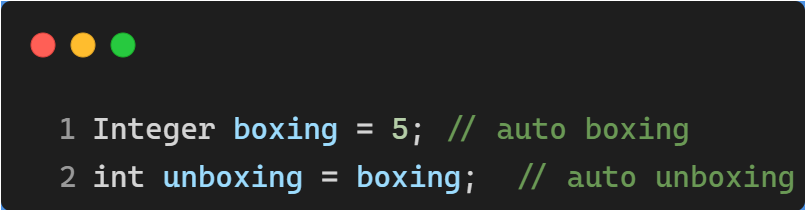 1 Integer boxing = 5; // auto boxing
2 int unboxing = boxing;  // auto unboxing